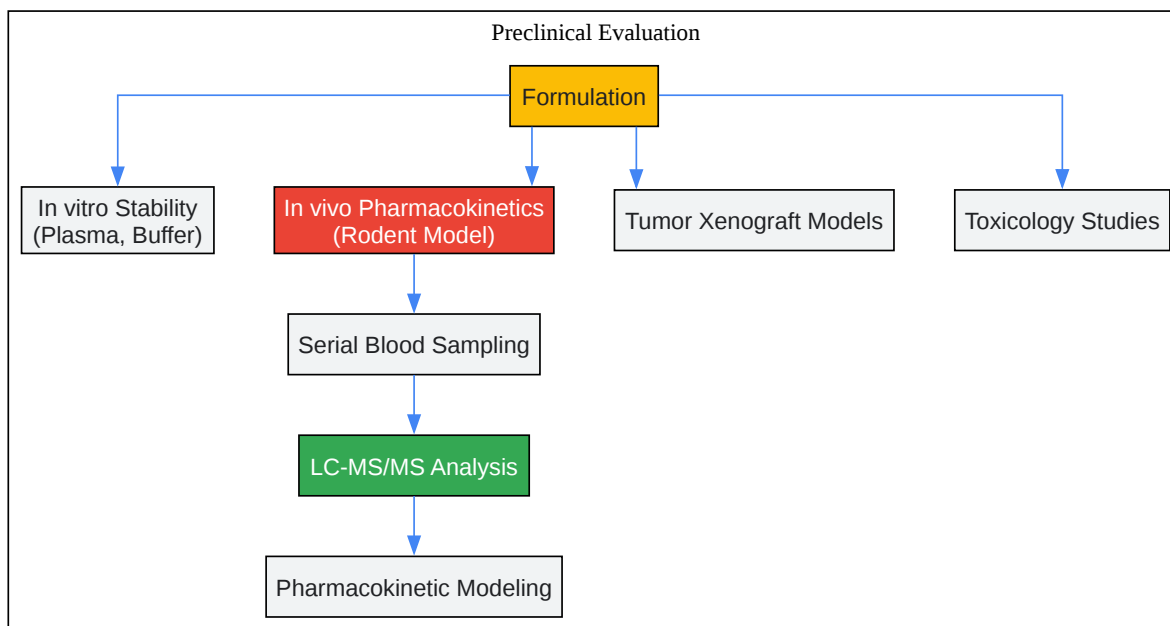 Preclinical Evaluation
Formulation
In vitro Stability
(Plasma, Buffer)
In vivo Pharmacokinetics
(Rodent Model)
Tumor Xenograft Models
Toxicology Studies
Serial Blood Sampling
LC-MS/MS Analysis
Pharmacokinetic Modeling